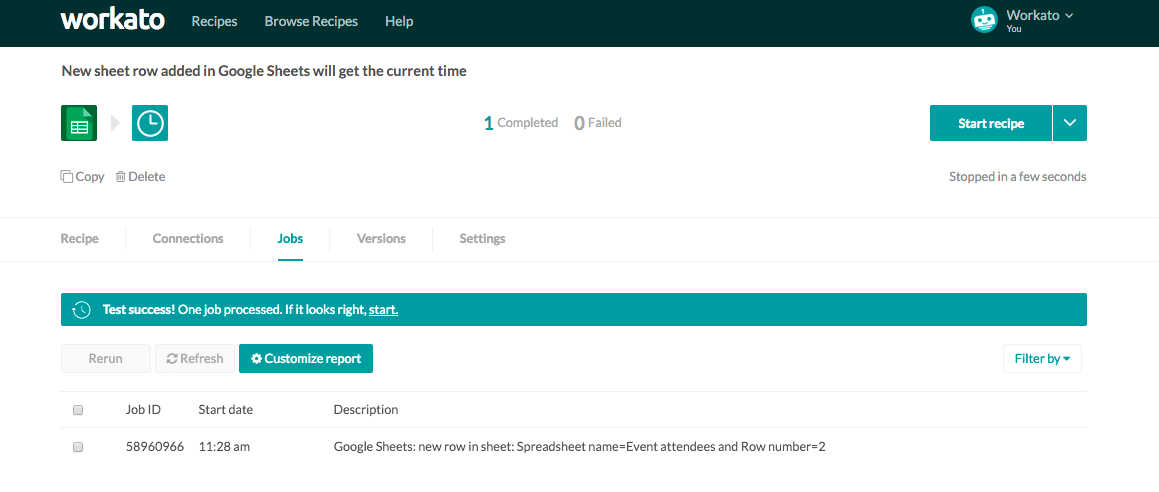 workato Recipes Browse Recipes Help Workato
You
New sheet row added in Google Sheets will get the current time
1 Completed 0 Failed Start recipe
Copy Delete Stopped in a few seconds
Recipe Connections Jobs Versions Settings
Test success! One job processed. If it looks right, start.
Rerun Refresh Customize report Filter by
Job ID Start date Description
58960966 11:28 am Google Sheets: new row in sheet: Spreadsheet name=Event attendees and Row number=2